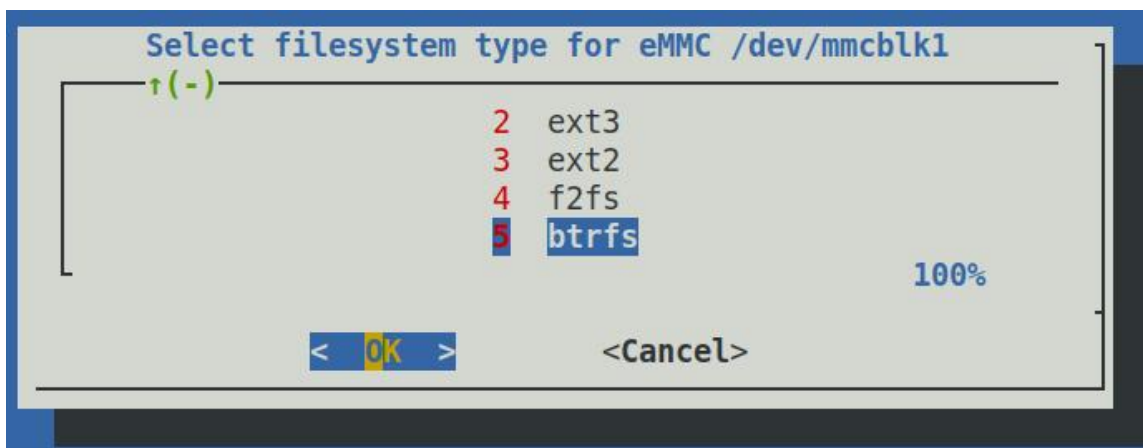 Select filesystem type for eMMC /dev/mmcblk1
↑(-)
2 ext3
3 ext2
4 f2fs
5 btrfs
100%
< OK > <Cancel>